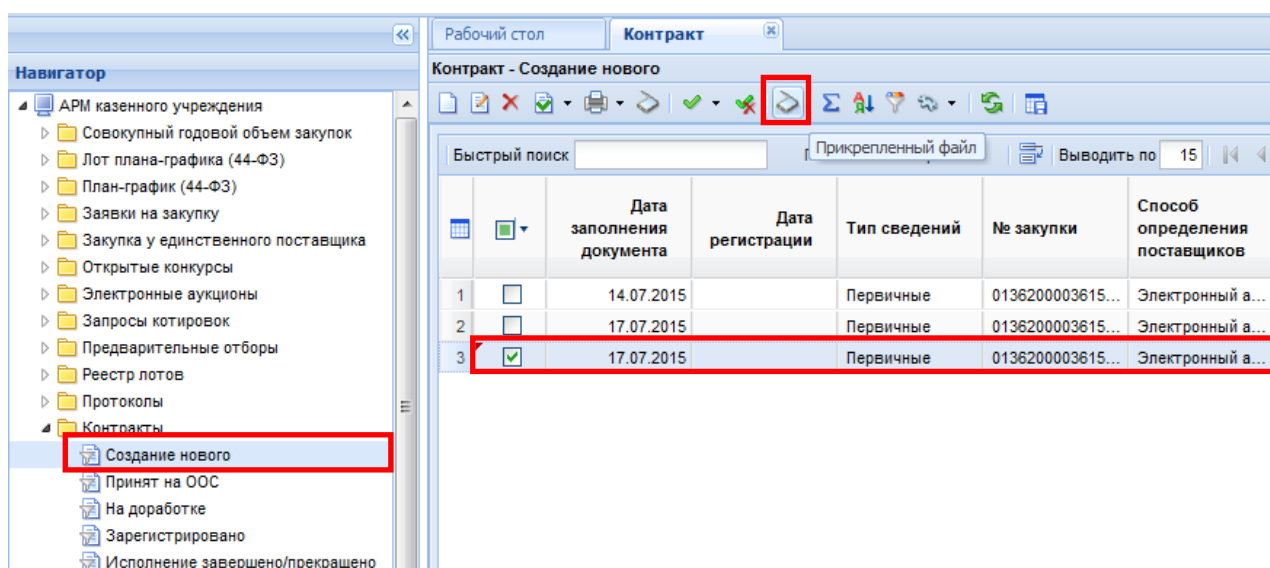 Рабочий стол
Контракт
Навигатор
Контракт - Создание нового
АРМ казенного учреждения
Совокупный годовой объем закупок
Лот плана-графика (44-ФЗ)
План-график (44-ФЗ)
Заявки на закупку
Закупка у единственного поставщика
Открытые конкурсы
Электронные аукционы
Запросы котировок
Предварительные отборы
Реестр лотов
Протоколы
Контракты
Создание нового
Принят на ООС
На доработке
Зарегистрировано
Исполнение завершено/прекращено
Быстрый поиск
Прикрепленный файл
Выводить по 15
Дата заполнения документа
Дата регистрации
Тип сведений
№ закупки
Способ определения поставщиков
1 14.07.2015 Первичные 0136200003615... Электронный а...
2 17.07.2015 Первичные 0136200003615... Электронный а...
3 17.07.2015 Первичные 0136200003615... Электронный а...